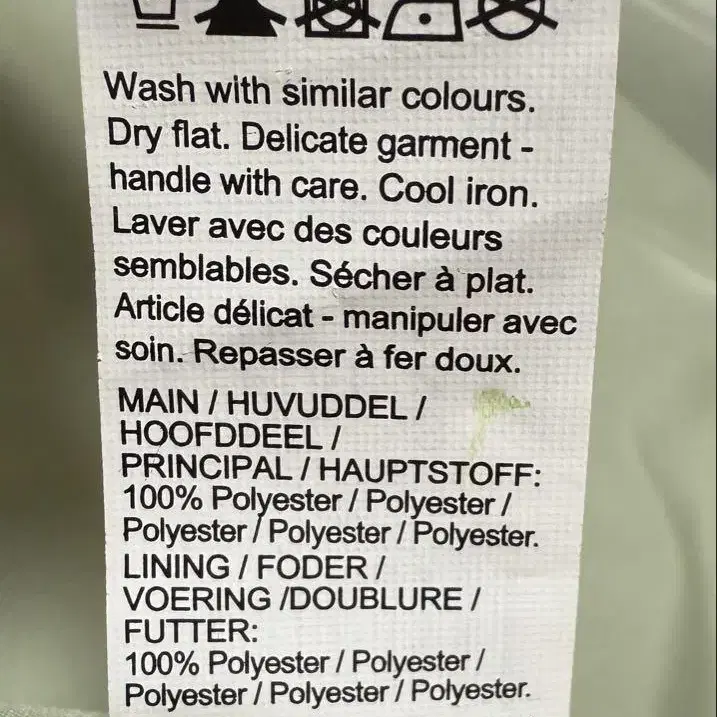 Wash with similar colours.
Dry flat. Delicate garment -
handle with care. Cool iron.
Laver avec des couleurs
semblables. Sécher à plat.
Article délicat - manipuler avec
soin. Repasser à fer doux.
MAIN / HUVUDDEL /
HOOFDDEEL /
PRINCIPAL / HAUPTSTOFF:
100% Polyester / Polyester /
Polyester / Polyester / Polyester.
LINING / FODER /
VOERING /DOUBLURE /
FUTTER:
100% Polyester / Polyester /
Polyester / Polyester / Polyester.